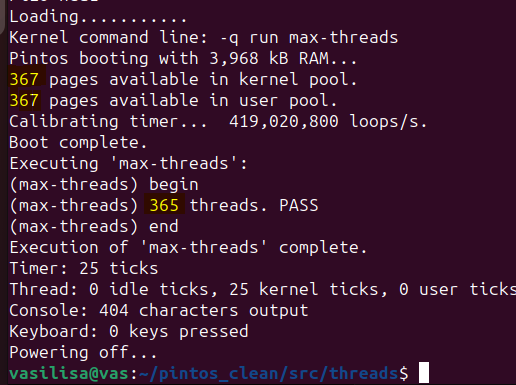 Loading...........
Kernel command line: -q run max-threads
Pintos booting with 3,968 kB RAM...
367 pages available in kernel pool.
367 pages available in user pool.
Calibrating timer...  419,020,800 loops/s.
Boot complete.
Executing 'max-threads':
(max-threads) begin
(max-threads) 365 threads. PASS
(max-threads) end
Execution of 'max-threads' complete.
Timer: 25 ticks
Thread: 0 idle ticks, 25 kernel ticks, 0 user ticks
Console: 404 characters output
Keyboard: 0 keys pressed
Powering off...
vasilisa@vas:~/pintos_clean/src/threads$